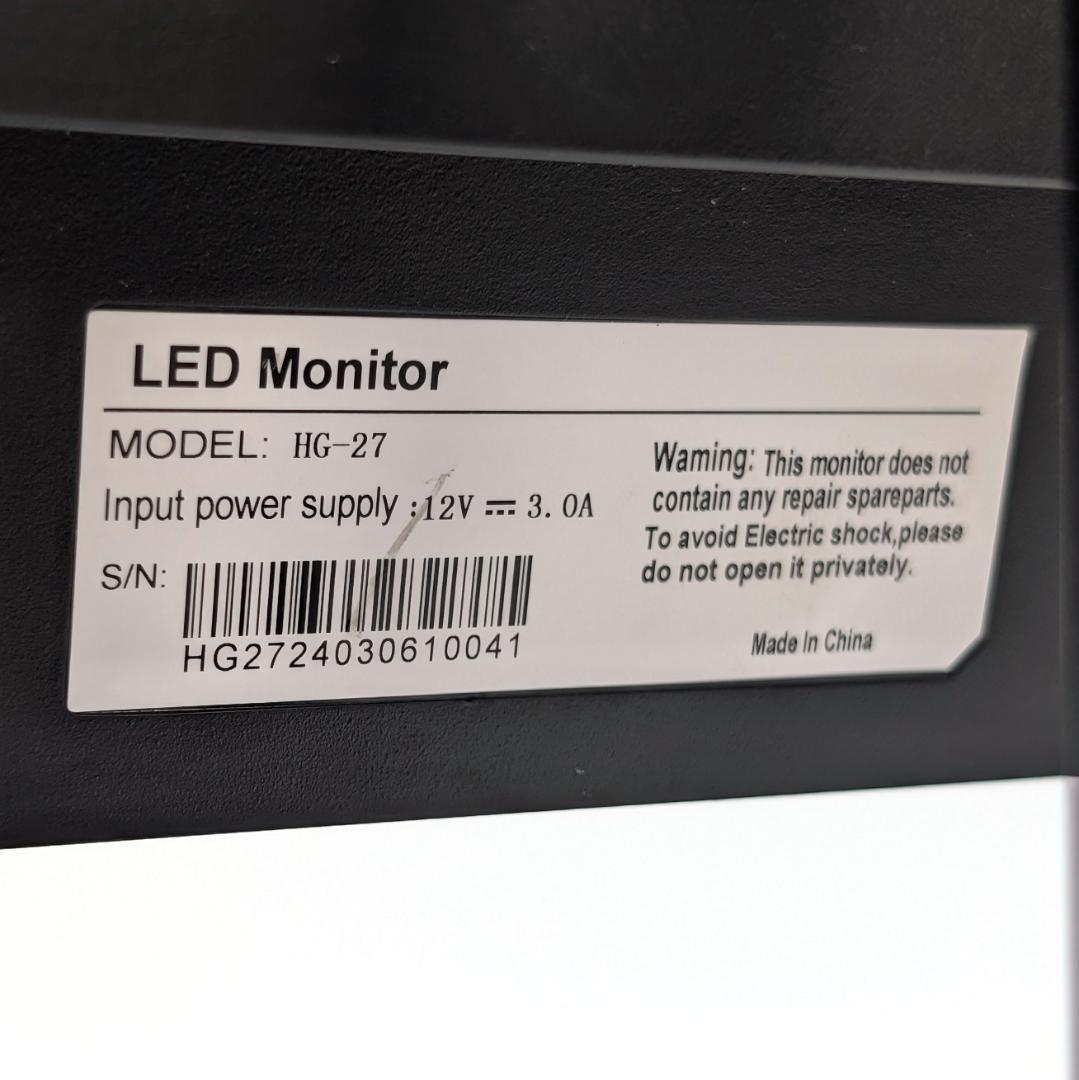 LED Monitor
MODEL: HG-27
Input power supply :12V ⎓ 3.0A
S/N:
HG2724030610041
Waming: This monitor does not
contain any repair spareparts.
To avoid Electric shock,please
do not open it privately.
Made In China